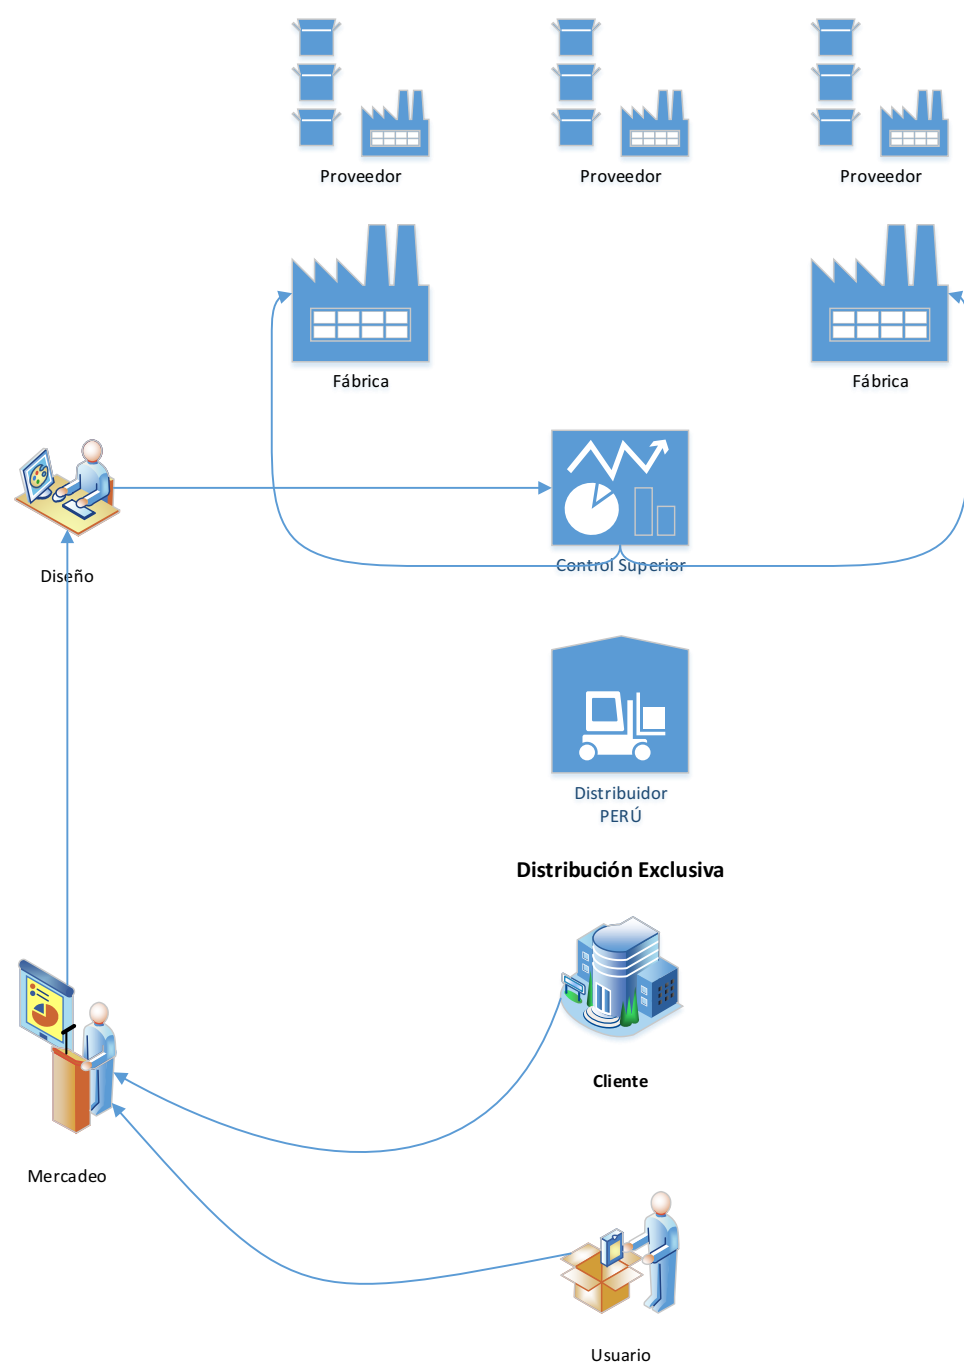 Proveedor
Proveedor
Proveedor
Fábrica
Fábrica
Control Superior
Diseño
Distribuidor
PERÚ
Distribución Exclusiva
Cliente
Mercadeo
Usuario